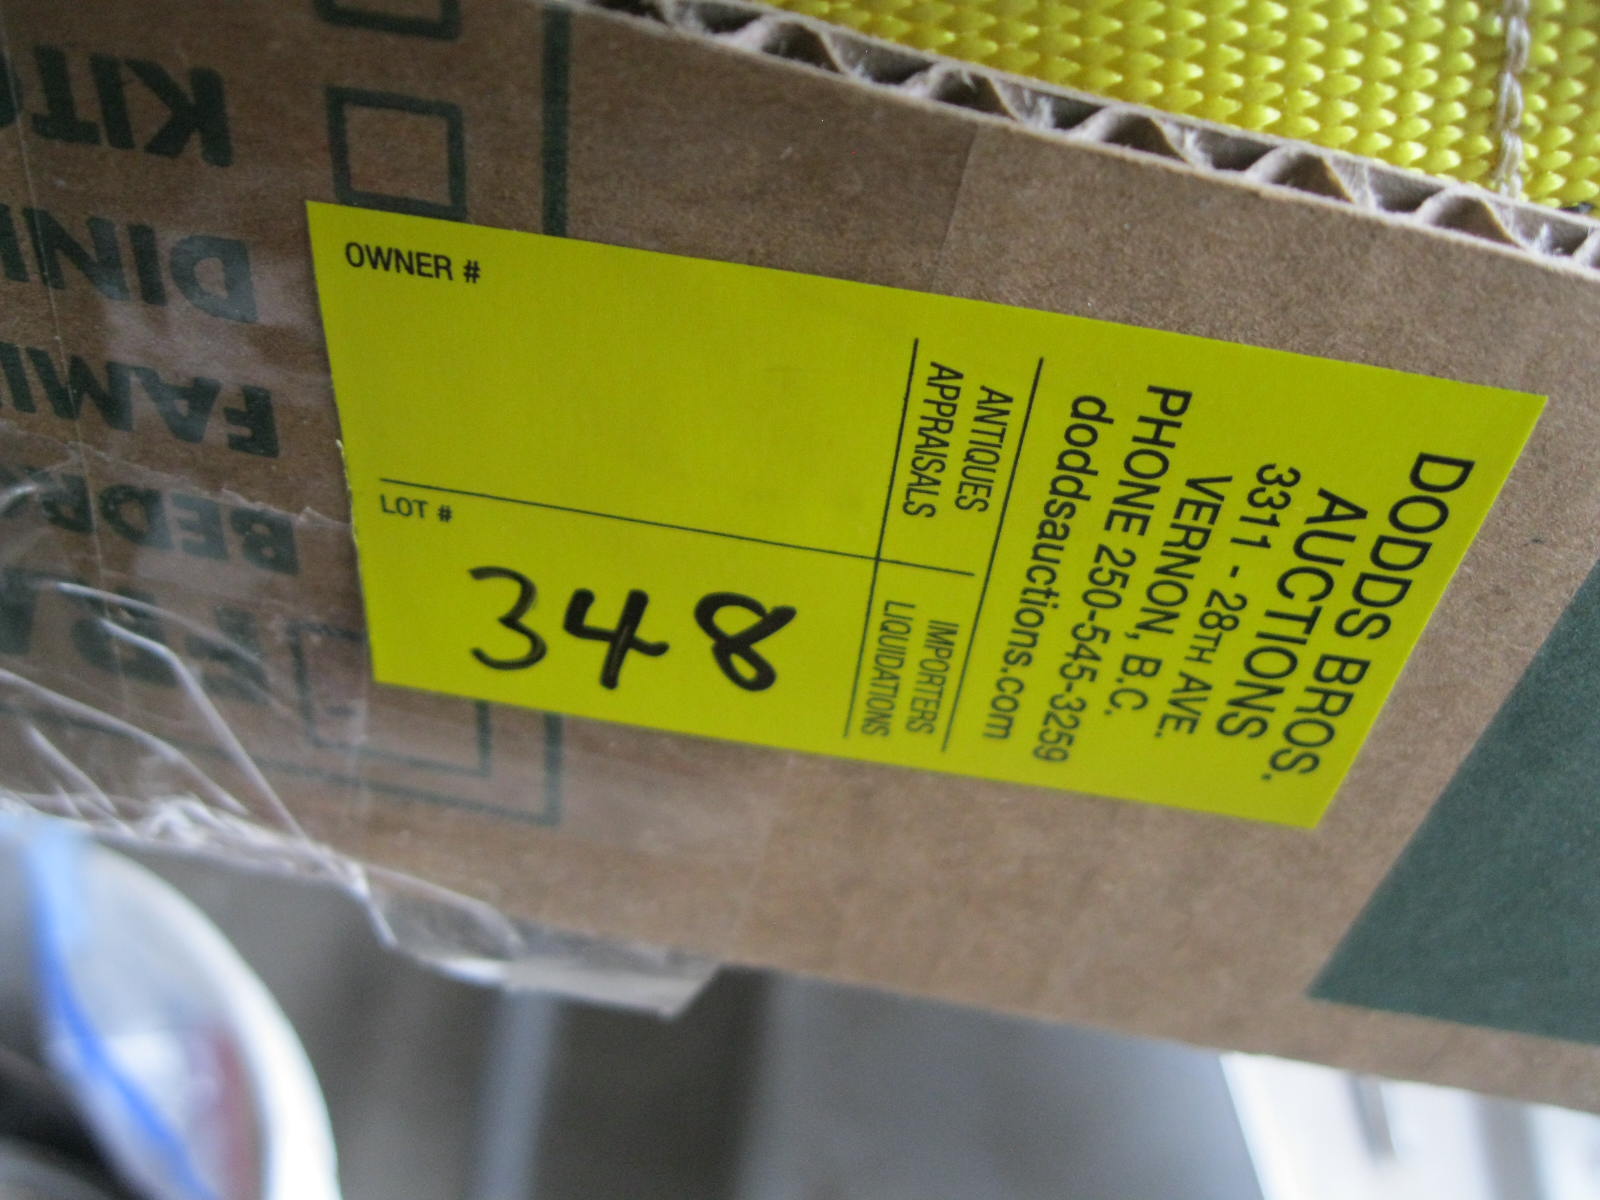 DODDS BROS.
AUCTIONS
3311 - 28TH AVE.
VERNON, B.C.
PHONE 250-545-3259
doddsauctions.com
ANTIQUES
APPRAISALS
IMPORTERS
LIQUIDATIONS
OWNER #
LOT #
348
KIT
DINI
FAMI
BEDR